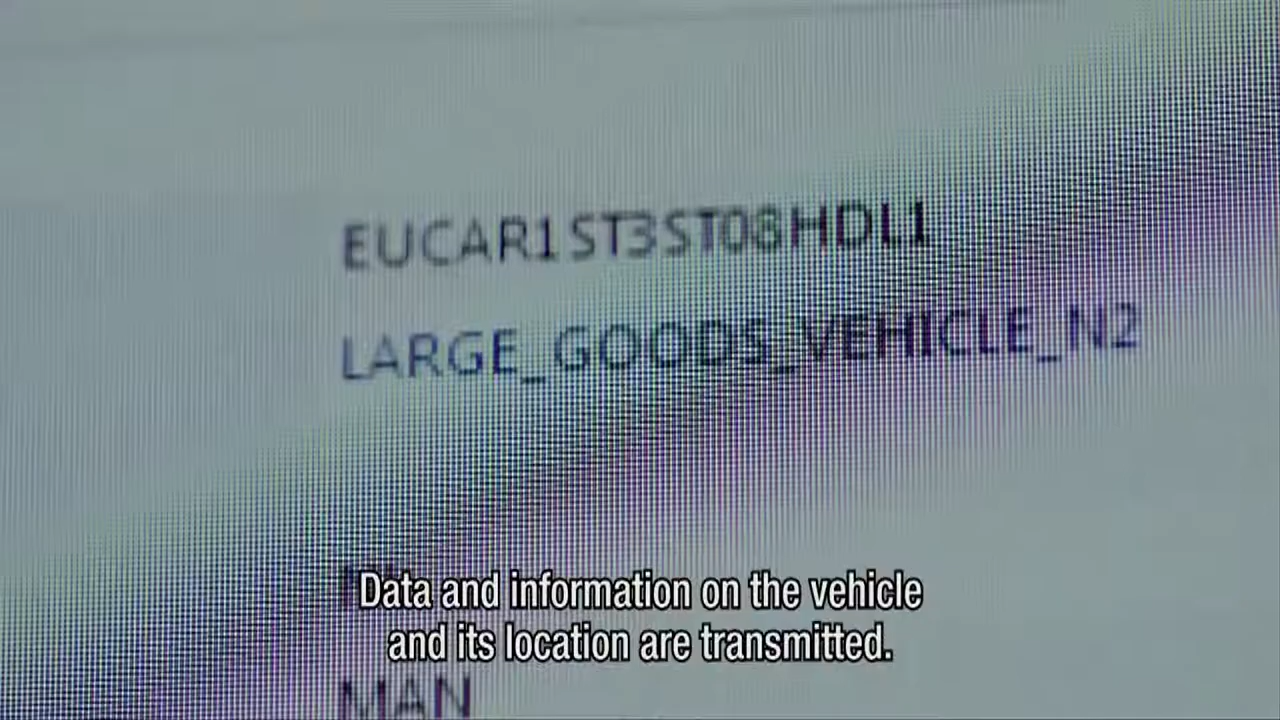 EUCAR1ST3ST08HDL1
LARGE_GOODS_VEHICLE_N2
Data and information on the vehicle
and its location are transmitted.
MAN